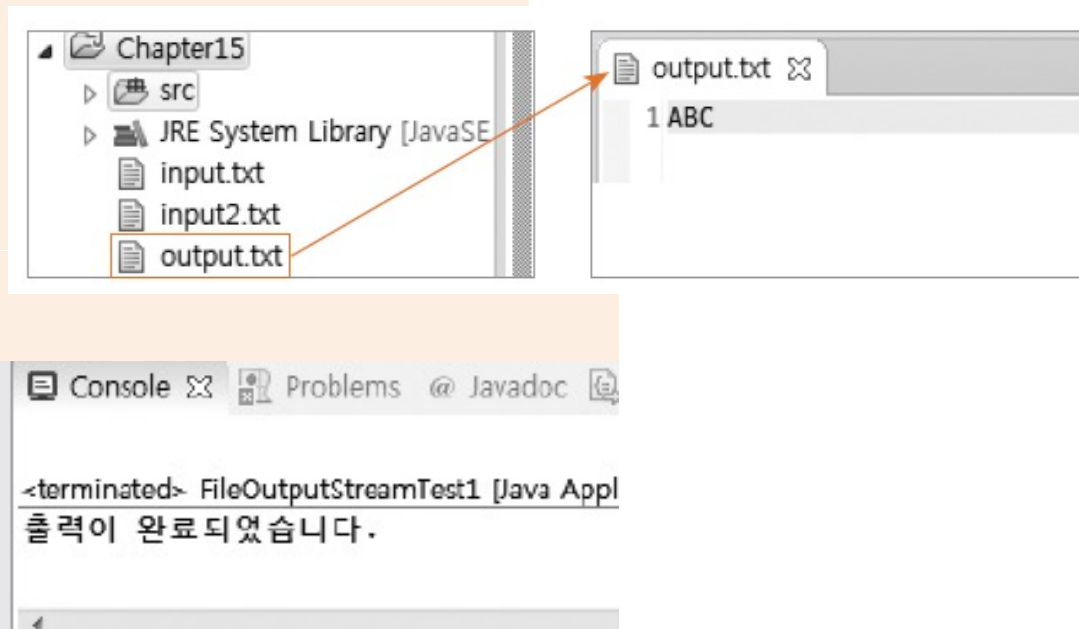 Chapter15
src
JRE System Library [JavaSE
input.txt
input2.txt
output.txt
output.txt
1 ABC
Console Problems @ Javadoc
<terminated> FileOutputStreamTest1 [Java Appl
출력이 완료되었습니다.